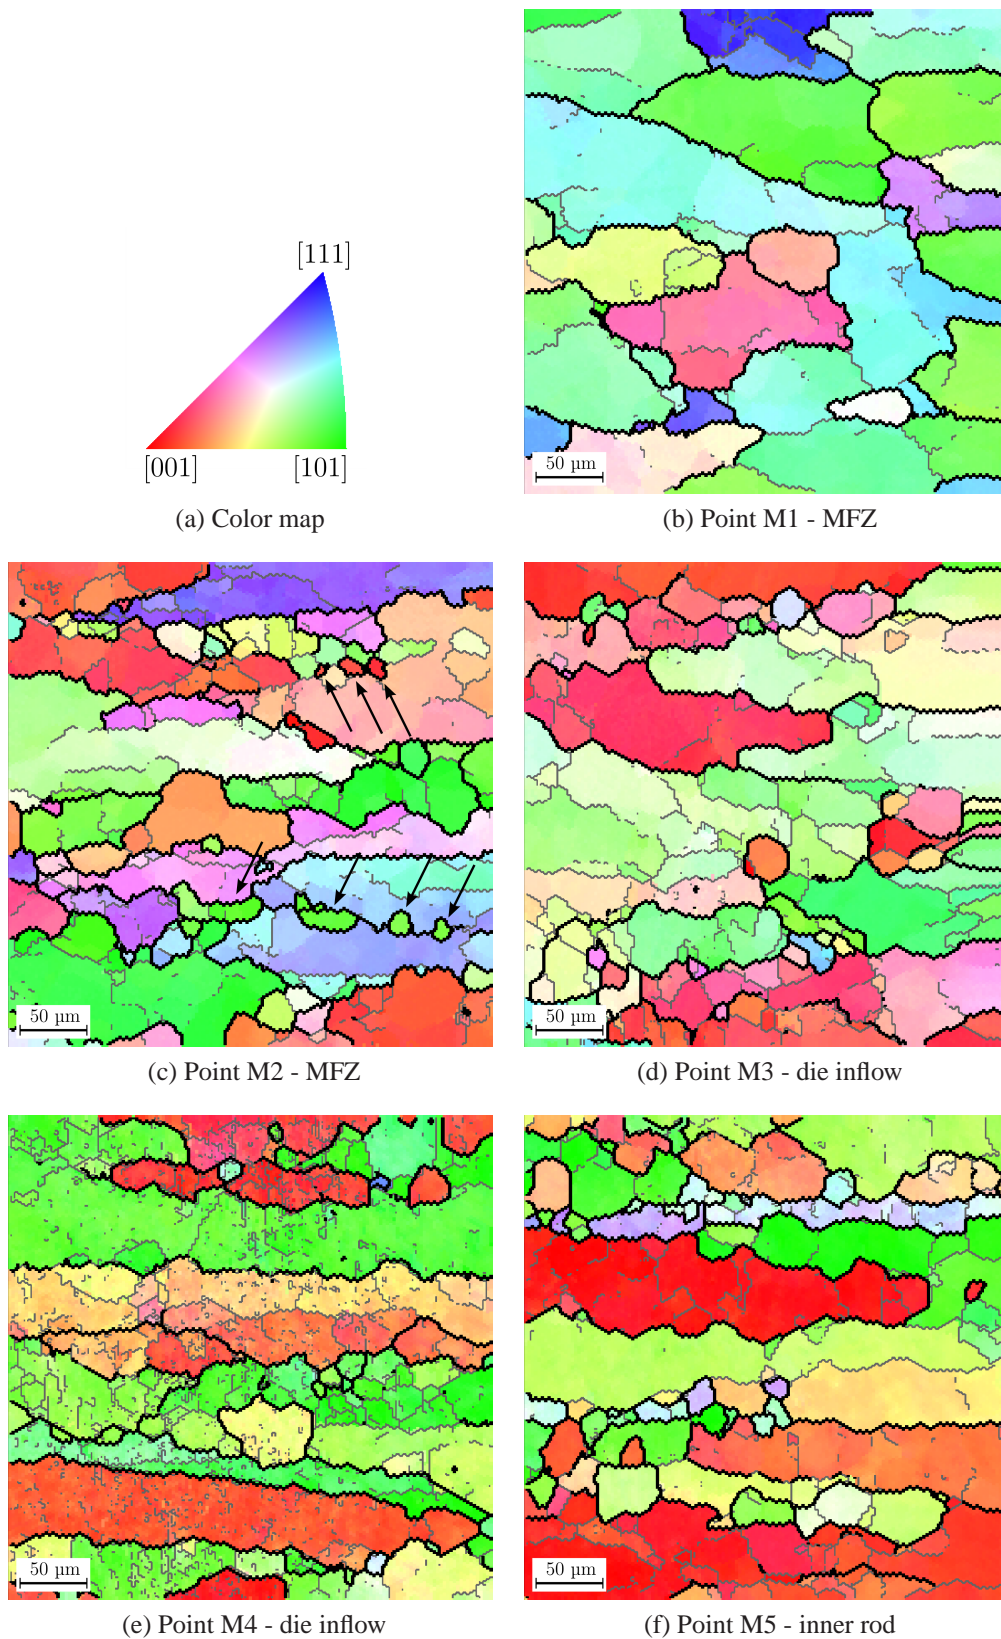 [111]
[001]
[101]
(a) Color map
50 µm
(b) Point M1 - MFZ
50 µm
(c) Point M2 - MFZ
50 µm
(d) Point M3 - die inflow
50 µm
(e) Point M4 - die inflow
50 µm
(f) Point M5 - inner rod